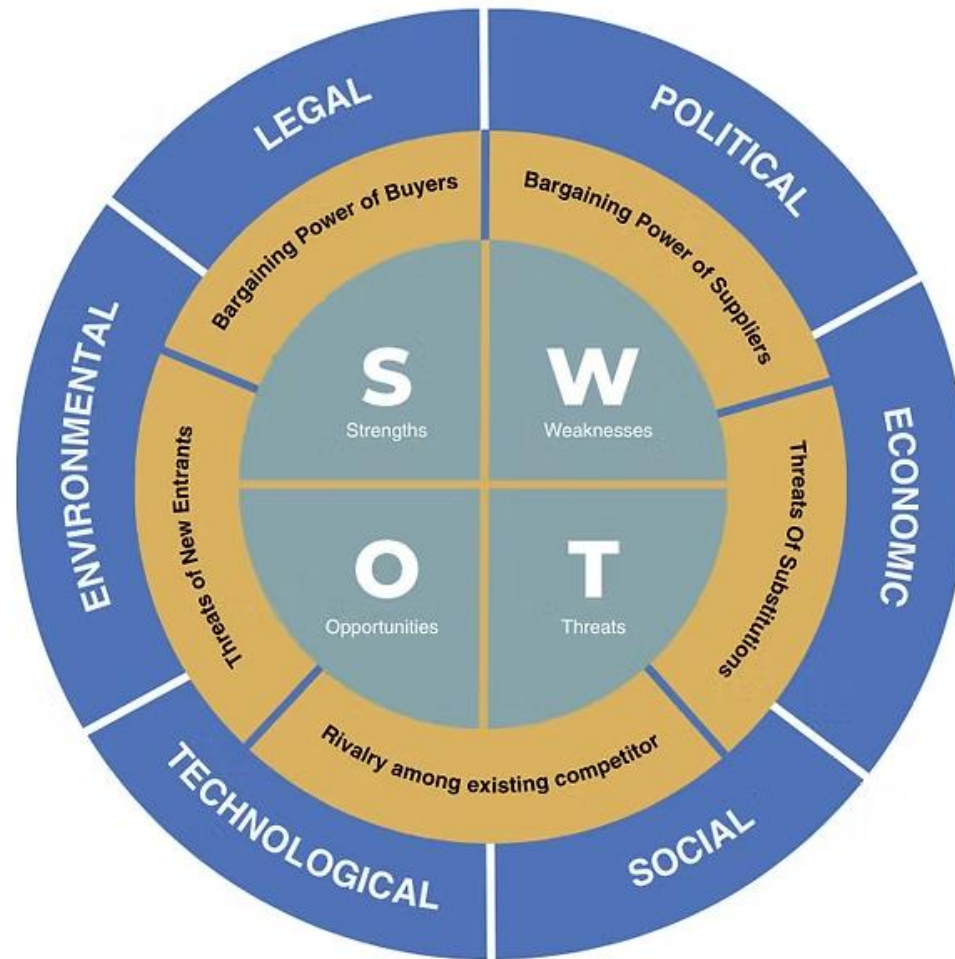 LEGAL
POLITICAL
ECONOMIC
SOCIAL
TECHNOLOGICAL
ENVIRONMENTAL
Bargaining Power of Buyers
Bargaining Power of Suppliers
Threats Of Substitutions
Rivalry among existing competitor
Threats of New Entrants
S
Strengths
W
Weaknesses
O
Opportunities
T
Threats